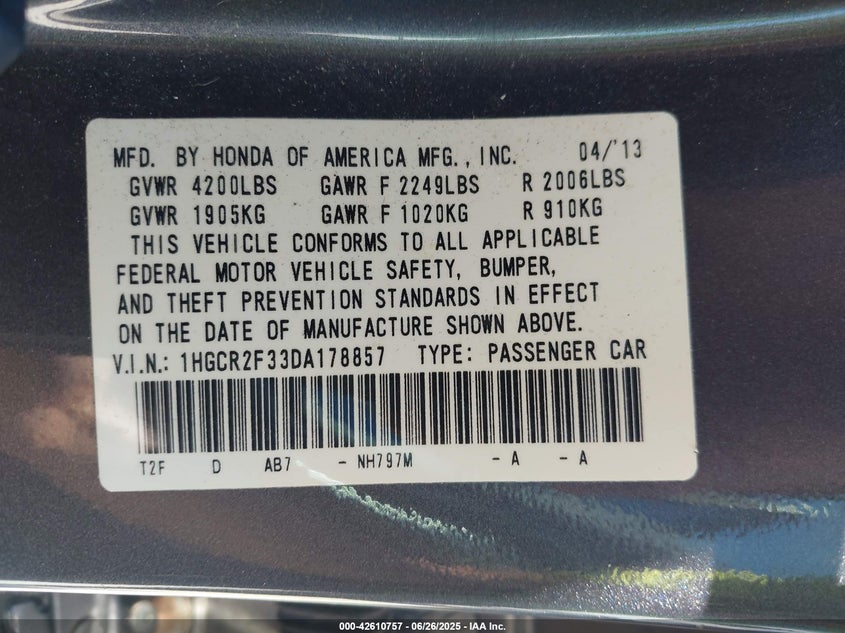 MFD. BY HONDA OF AMERICA MFG., INC. 04/'13
GVWR 4200LBS GAWR F 2249LBS R 2006LBS
GVWR 1905KG GAWR F 1020KG R 910KG
THIS VEHICLE CONFORMS TO ALL APPLICABLE
FEDERAL MOTOR VEHICLE SAFETY, BUMPER,
AND THEFT PREVENTION STANDARDS IN EFFECT
ON THE DATE OF MANUFACTURE SHOWN ABOVE.
V.I.N.: 1HGCR2F33DA178857 TYPE: PASSENGER CAR
T2F D AB7 - NH797M - A - A
000-42610757 - 06/26/2025 - IAA Inc.